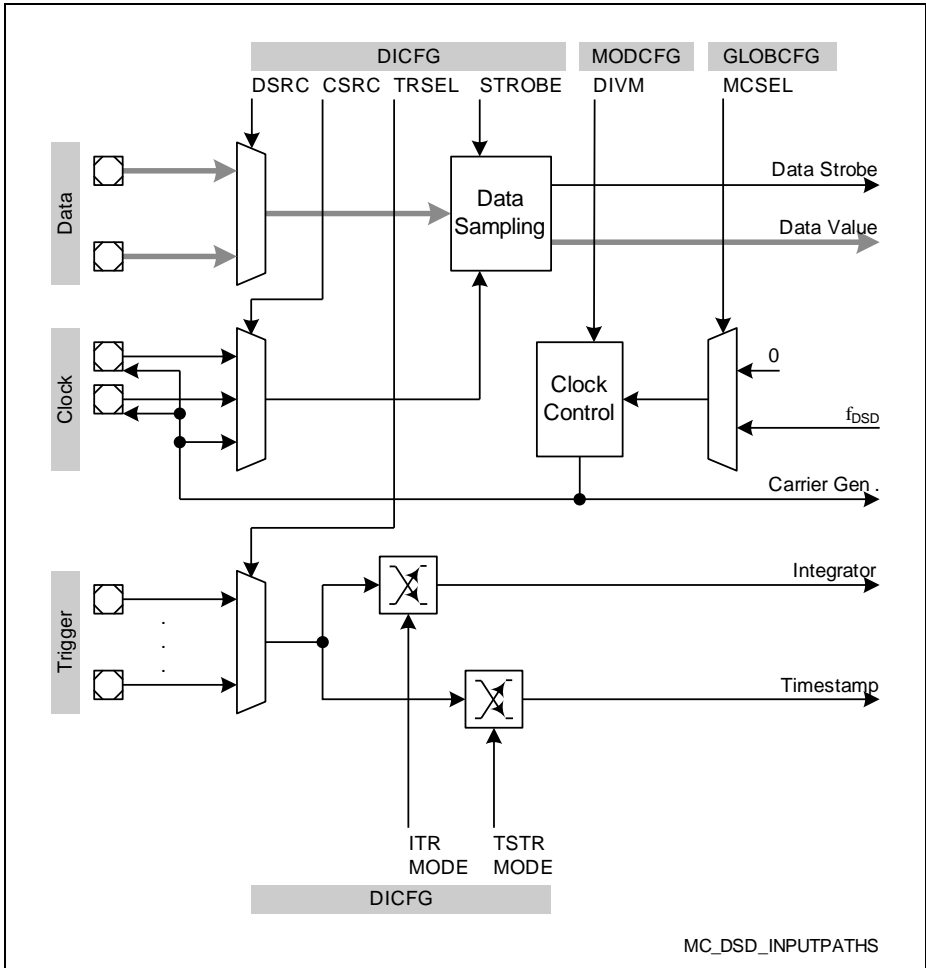 DICFG MODCFG GLOBCFG
DSRC CSRC TRSEL STROBE DIVM MCSEL
Data
Data
Sampling
Data Strobe
Data Value
Clock
Clock
Control
0
fDSD
Carrier Gen .
Trigger
.
.
.
Integrator
Timestamp
ITR
MODE
TSTR
MODE
DICFG
MC_DSD_INPUTPATHS